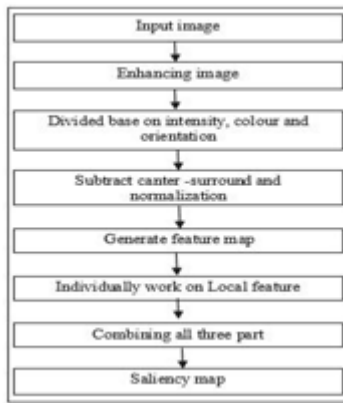 Input image
Enhancing image
Divided base on intensity, colour and
orientation
Subtract canter -surround and
normalization
Generate feature map
Individually work on Local feature
Combining all three part
Saliency map